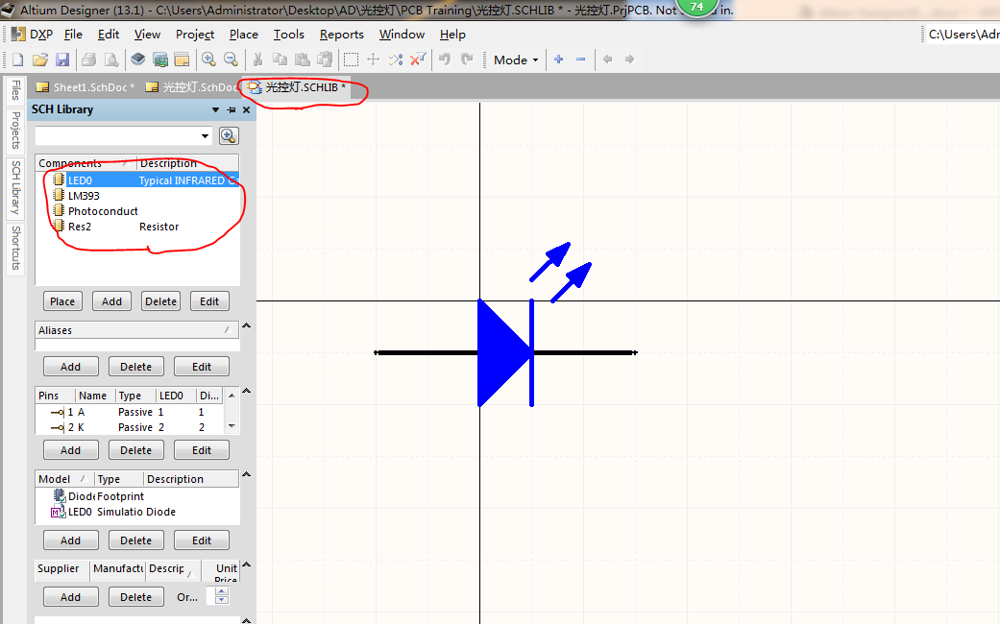 Altium Designer (13.1) - C:\Users\Administrator\Desktop\AD\光控灯\PCB Training\光控灯.SCHLIB * - 光控灯.PrjPCB. Not
in.
74
DXP File Edit View Project Place Tools Reports Window Help
C:\Users\Adr
Mode
Files
Projects
SCH Library
Shortcuts
Sheet1.SchDoc * 光控灯.SchDoc 光控灯.SCHLIB *
SCH Library
Components Description
LED0 Typical INFRARED
LM393
Photoconduct
Res2 Resistor
Place Add Delete Edit
Aliases
Add Delete Edit
Pins Name Type LED0 Di...
1 A Passive 1 1
2 K Passive 2 2
Add Delete Edit
Model Type Description
Diod Footprint
LED0 Simulatio Diode
Add Delete Edit
Supplier Manufactu Descrip Unit
Price
Add Delete Or...